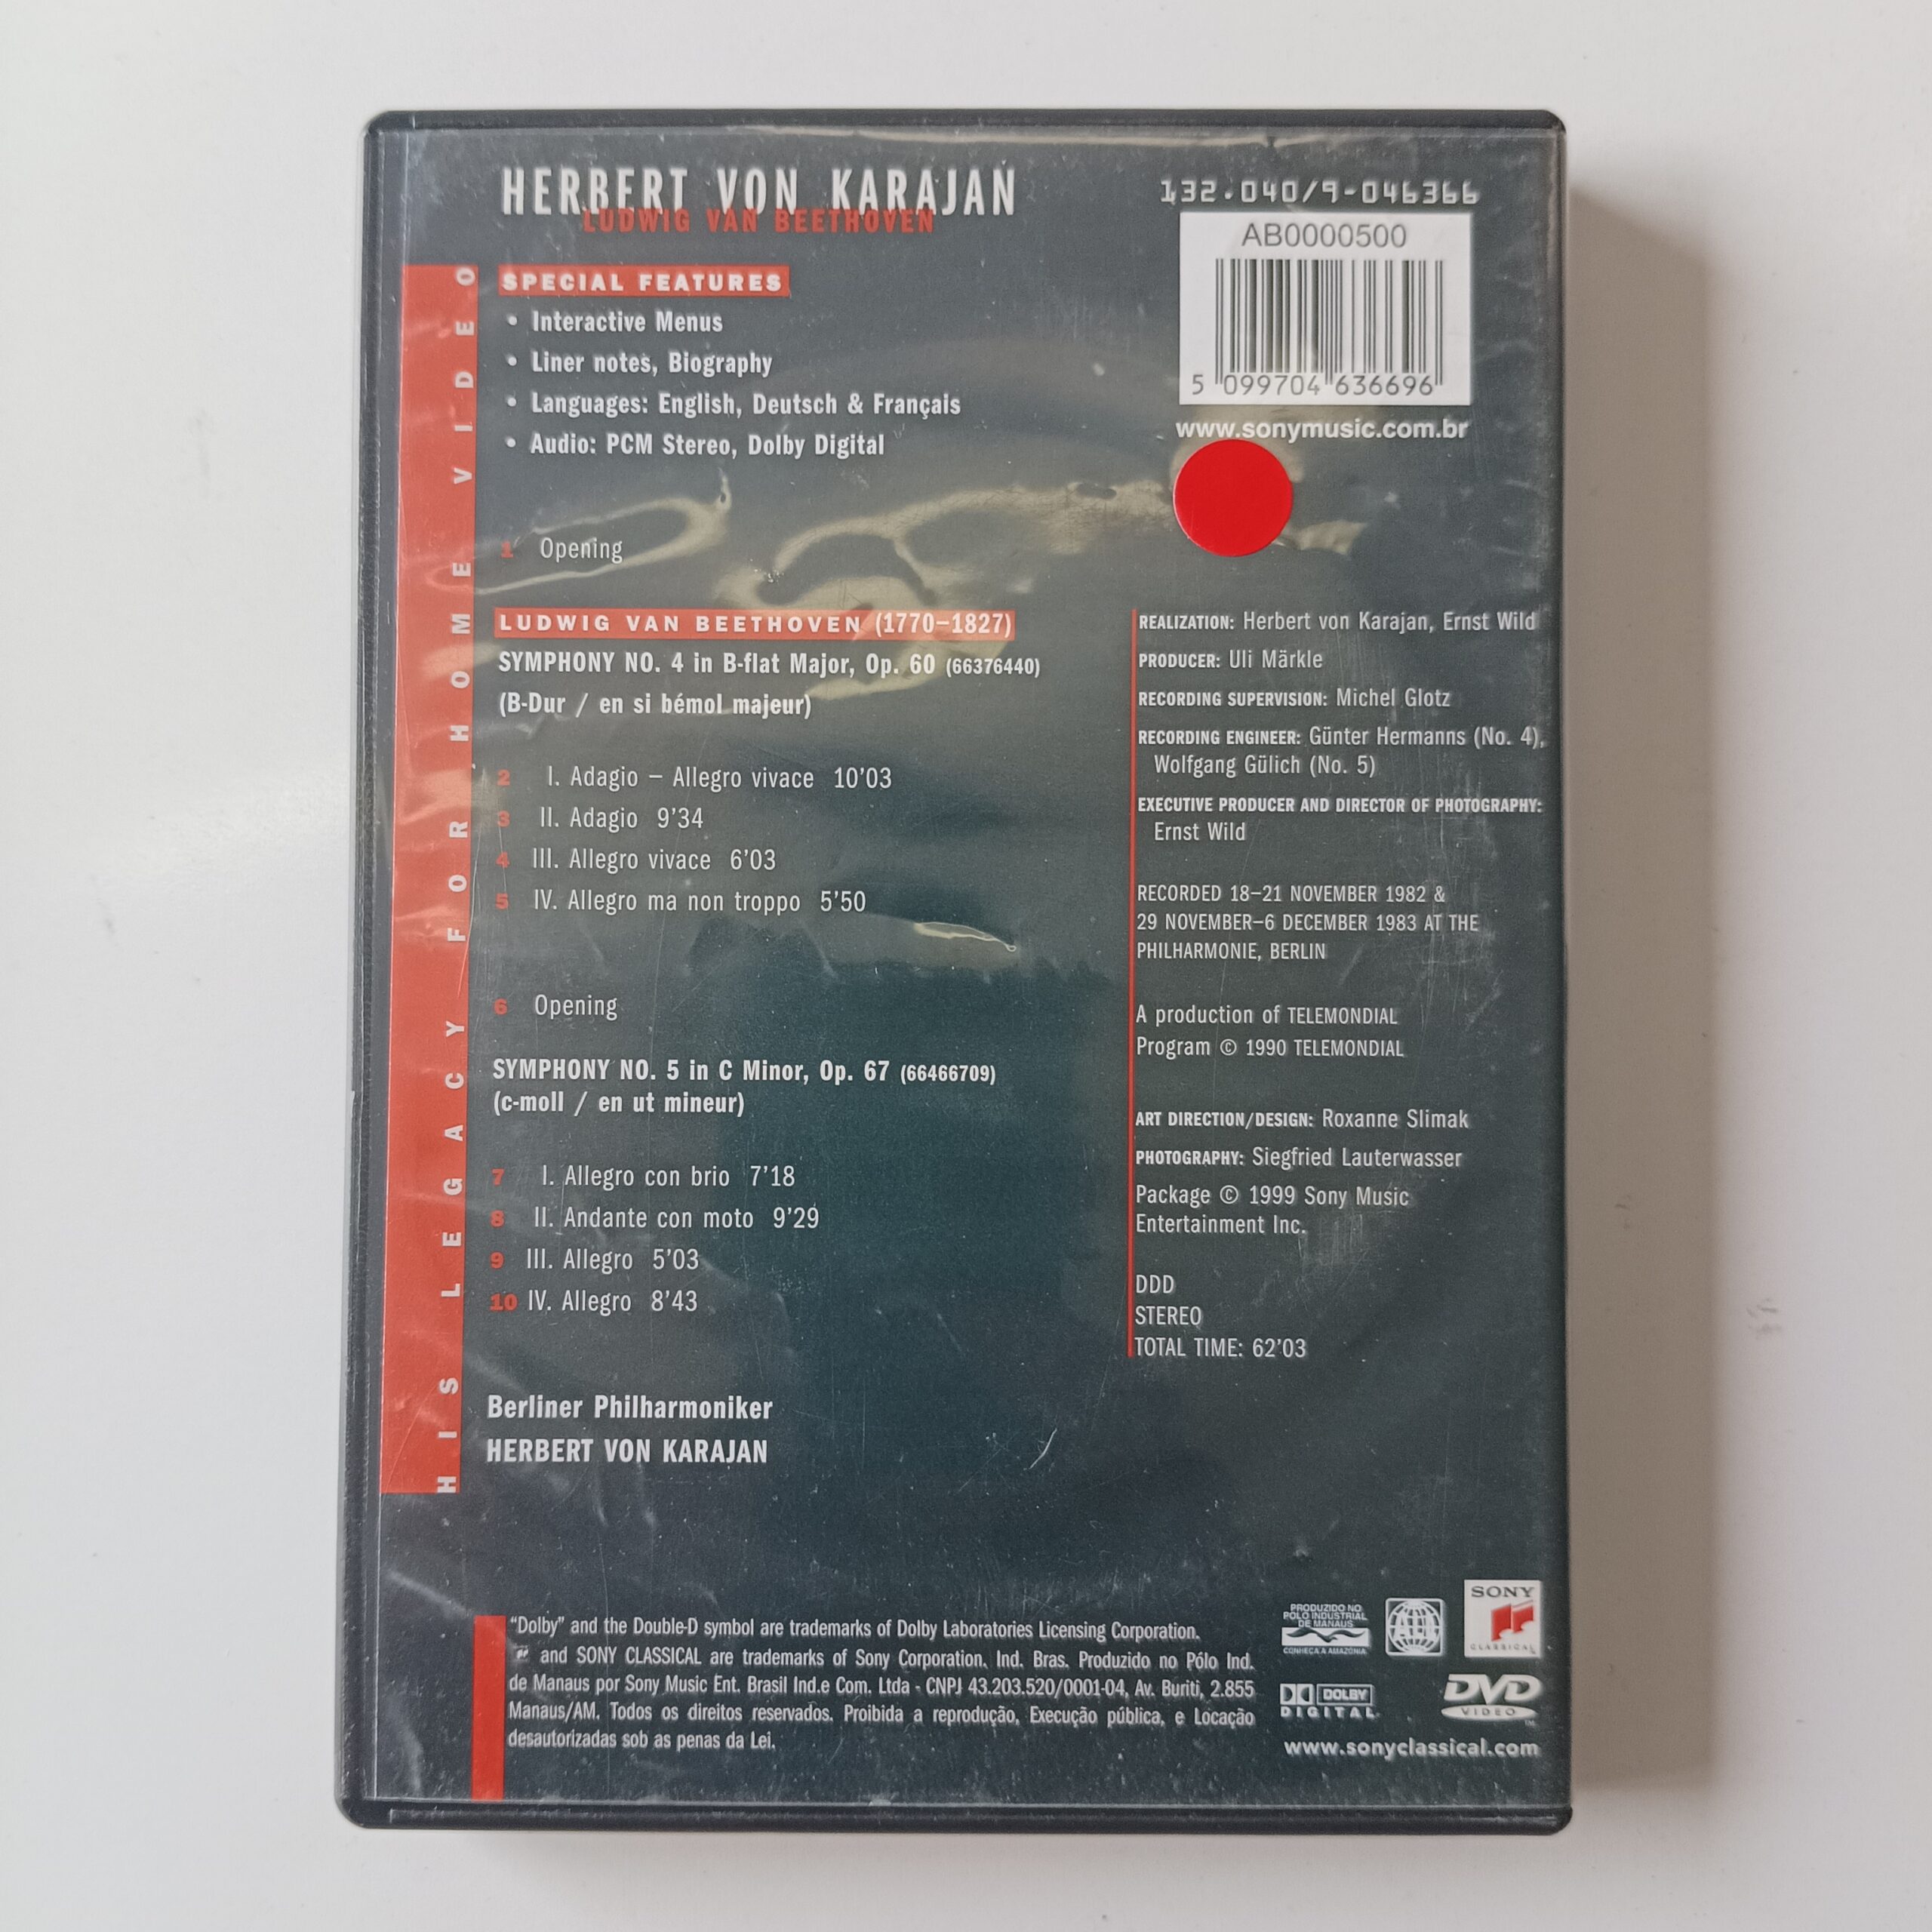 HERBERT VON KARAJAN
LUDWIG VAN BEETHOVEN
132.040/9-046366
AB0000500
5 099704 636696
www.sonymusic.com.br
HIS LEGACY FOR HOME VIDEO
SPECIAL FEATURES
• Interactive Menus
• Liner notes, Biography
• Languages: English, Deutsch & Français
• Audio: PCM Stereo, Dolby Digital
1 Opening
LUDWIG VAN BEETHOVEN (1770–1827)
SYMPHONY NO. 4 in B-flat Major, Op. 60 (66376440)
(B-Dur / en si bémol majeur)
2 I. Adagio – Allegro vivace 10’03
3 II. Adagio 9’34
4 III. Allegro vivace 6’03
5 IV. Allegro ma non troppo 5’50
6 Opening
SYMPHONY NO. 5 in C Minor, Op. 67 (66466709)
(c-moll / en ut mineur)
7 I. Allegro con brio 7’18
8 II. Andante con moto 9’29
9 III. Allegro 5’03
10 IV. Allegro 8’43
Berliner Philharmoniker
HERBERT VON KARAJAN
REALIZATION: Herbert von Karajan, Ernst Wild
PRODUCER: Uli Märkle
RECORDING SUPERVISION: Michel Glotz
RECORDING ENGINEER: Günter Hermanns (No. 4),
Wolfgang Gülich (No. 5)
EXECUTIVE PRODUCER AND DIRECTOR OF PHOTOGRAPHY:
Ernst Wild
RECORDED 18–21 NOVEMBER 1982 &
29 NOVEMBER–6 DECEMBER 1983 AT THE
PHILHARMONIE, BERLIN
A production of TELEMONDIAL
Program © 1990 TELEMONDIAL
ART DIRECTION/DESIGN: Roxanne Slimak
PHOTOGRAPHY: Siegfried Lauterwasser
Package © 1999 Sony Music
Entertainment Inc.
DDD
STEREO
TOTAL TIME: 62’03
“Dolby” and the Double-D symbol are trademarks of Dolby Laboratories Licensing Corporation.
and SONY CLASSICAL are trademarks of Sony Corporation. Ind. Bras. Produzido no Pólo Ind.
de Manaus por Sony Music Ent. Brasil Ind.e Com. Ltda - CNPJ 43.203.520/0001-04, Av. Buriti, 2.855
Manaus/AM. Todos os direitos reservados. Proibida a reprodução, Execução pública, e Locação
desautorizadas sob as penas da Lei.
PRODUZIDO NO
PÓLO INDUSTRIAL
DE MANAUS
CONHEÇA A AMAZÔNIA
ALL
SONY
CLASSICAL
DOLBY
DIGITAL
DVD
VIDEO
TM
www.sonyclassical.com